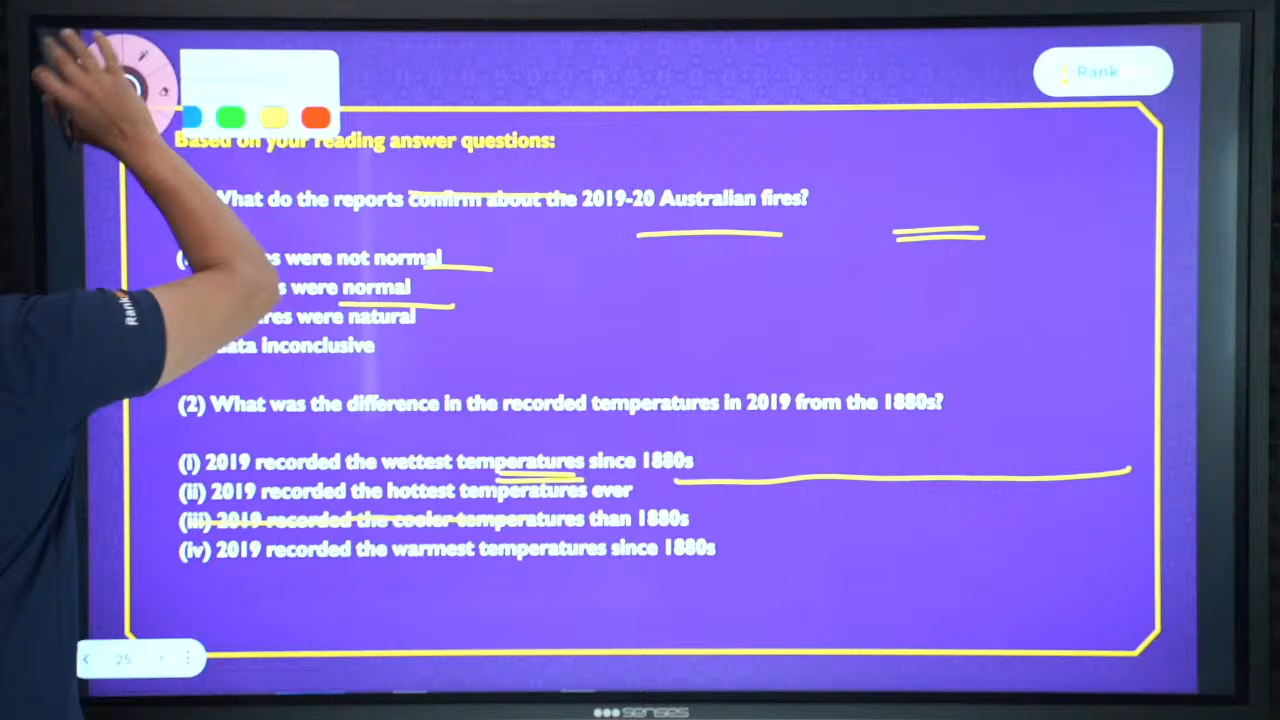 Rank
Based on your reading answer questions:
What do the reports confirm about the 2019-20 Australian fires?
were not normal
were normal
were natural
data inconclusive
(2) What was the difference in the recorded temperatures in 2019 from the 1880s?
(i) 2019 recorded the wettest temperatures since 1880s
(ii) 2019 recorded the hottest temperatures ever
(iii) 2019 recorded the cooler temperatures than 1880s
(iv) 2019 recorded the warmest temperatures since 1880s
Rank
25
senses